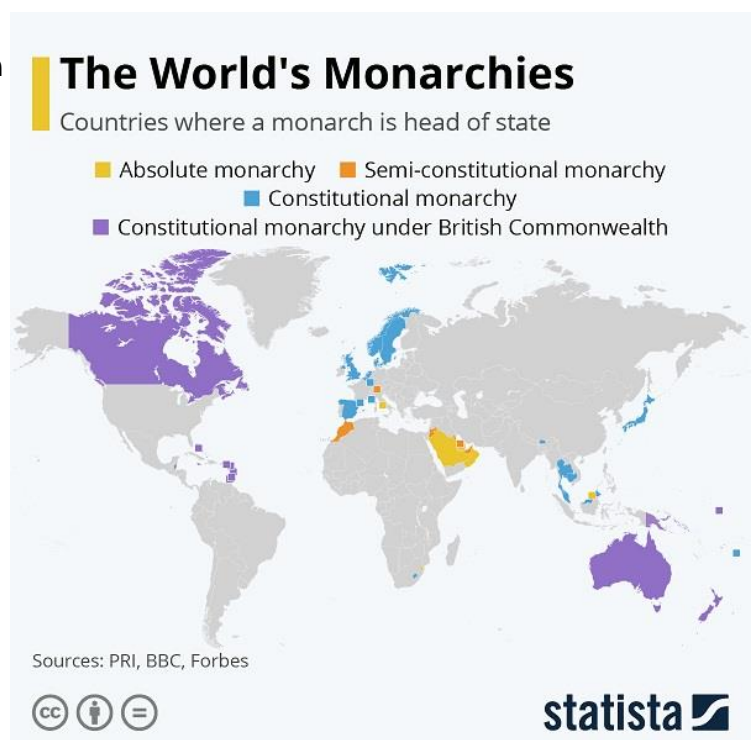 The World's Monarchies
Countries where a monarch is head of state
Absolute monarchy Semi-constitutional monarchy
Constitutional monarchy
Constitutional monarchy under British Commonwealth
Sources: PRI, BBC, Forbes
cc
statista